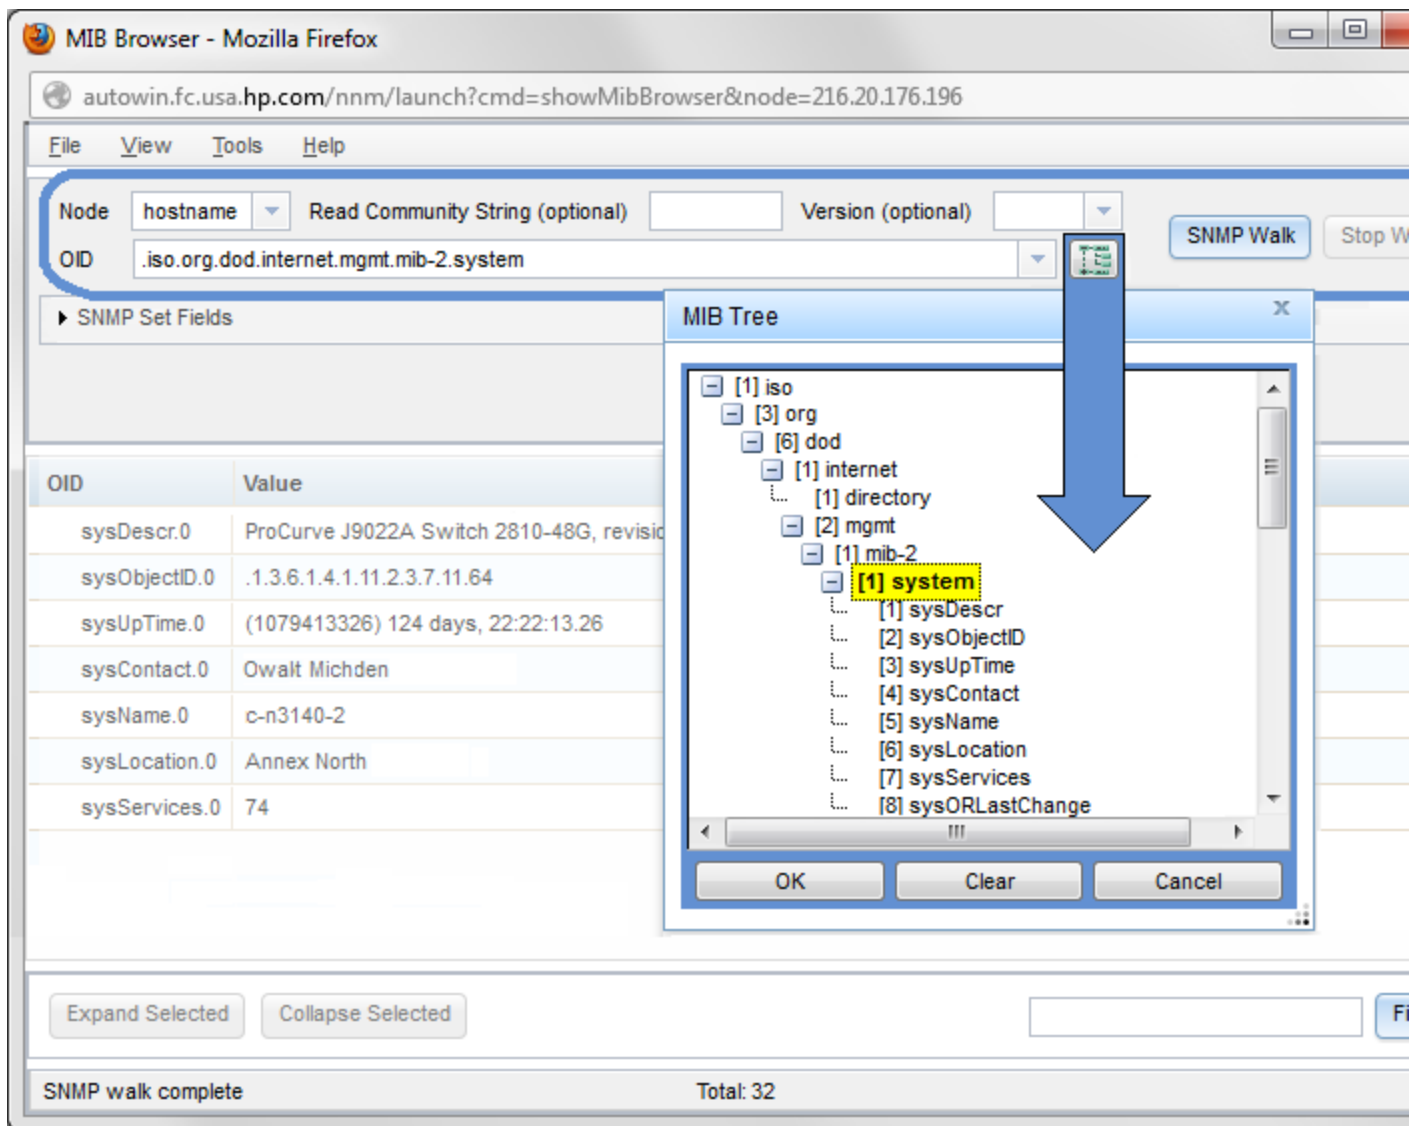 MIB Browser - Mozilla Firefox
autowin.fc.usa.hp.com/nnm/launch?cmd=showMibBrowser&node=216.20.176.196
File View Tools Help
Node hostname Read Community String (optional) Version (optional) SNMP Walk Stop W
OID .iso.org.dod.internet.mgmt.mib-2.system
SNMP Set Fields
MIB Tree
[1] iso
[3] org
[6] dod
[1] internet
[1] directory
[2] mgmt
[1] mib-2
[1] system
[1] sysDescr
[2] sysObjectID
[3] sysUpTime
[4] sysContact
[5] sysName
[6] sysLocation
[7] sysServices
[8] sysORLastChange
OK Clear Cancel
OID Value
sysDescr.0 ProCurve J9022A Switch 2810-48G, revisic
sysObjectID.0 .1.3.6.1.4.1.11.2.3.7.11.64
sysUpTime.0 (1079413326) 124 days, 22:22:13.26
sysContact.0 Owalt Michden
sysName.0 c-n3140-2
sysLocation.0 Annex North
sysServices.0 74
Expand Selected Collapse Selected Fi
SNMP walk complete Total: 32